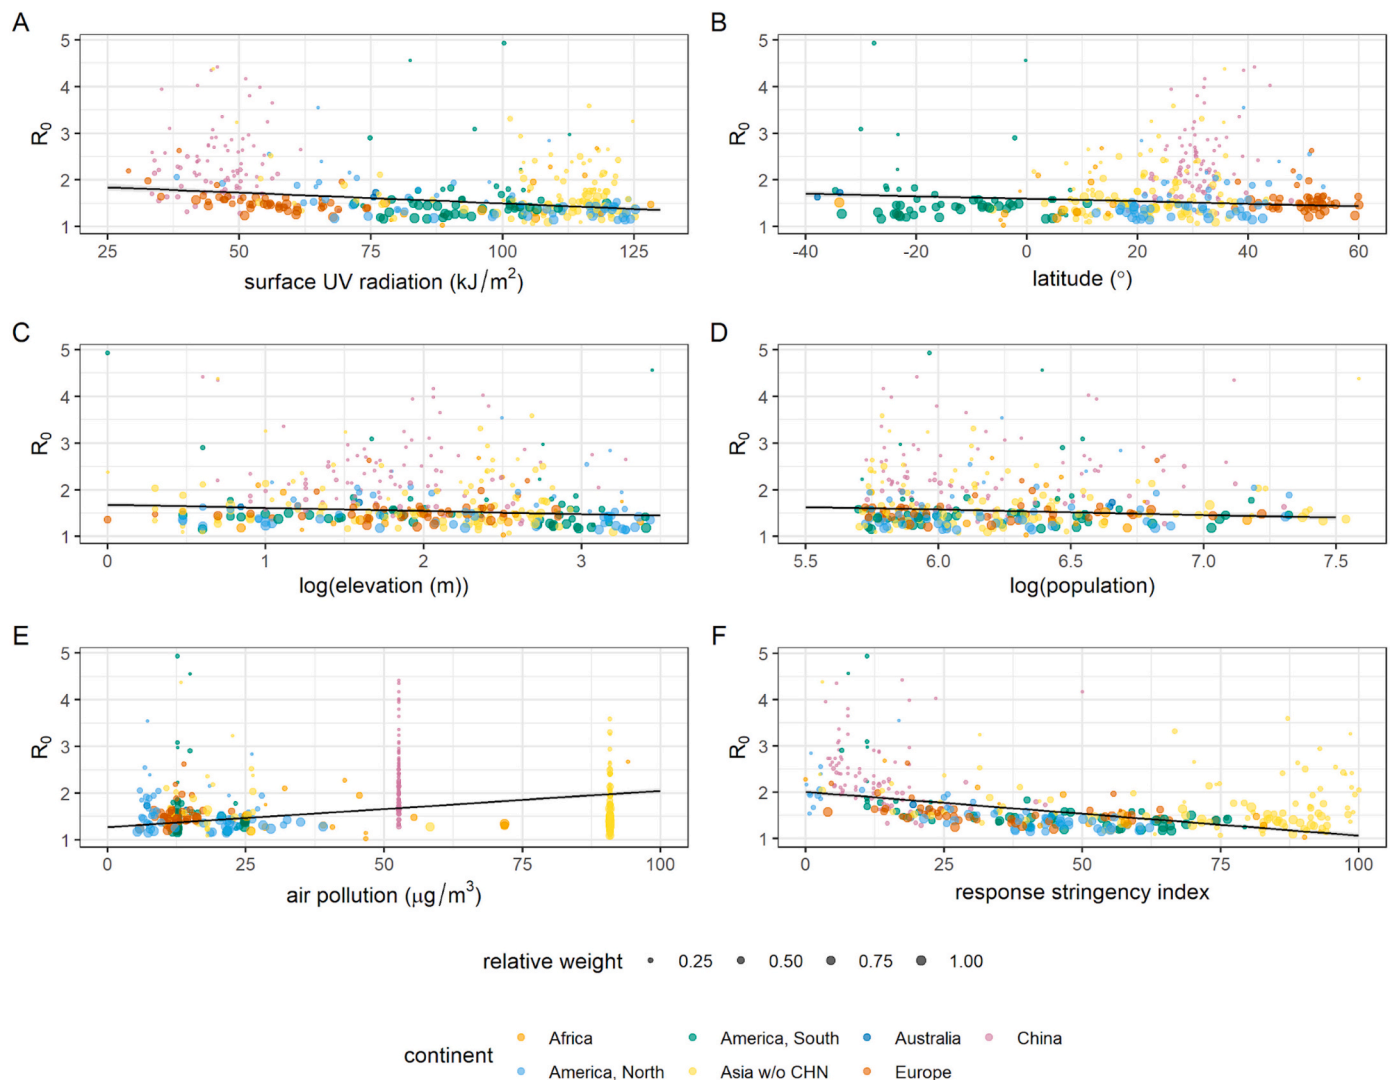 A
B
5
4
3
2
1
R0
25
50
75
100
125
surface UV radiation (kJ/m2)
5
4
3
2
1
R0
-40
-20
0
20
40
60
latitude (°)
C
D
5
4
3
2
1
R0
0
1
2
3
log(elevation (m))
5
4
3
2
1
R0
5.5
6.0
6.5
7.0
7.5
log(population)
E
F
5
4
3
2
1
R0
0
25
50
75
100
air pollution (μg/m3)
5
4
3
2
1
R0
0
25
50
75
100
response stringency index
relative weight 0.25 0.50 0.75 1.00
continent
Africa America, South Australia China
America, North Asia w/o CHN Europe